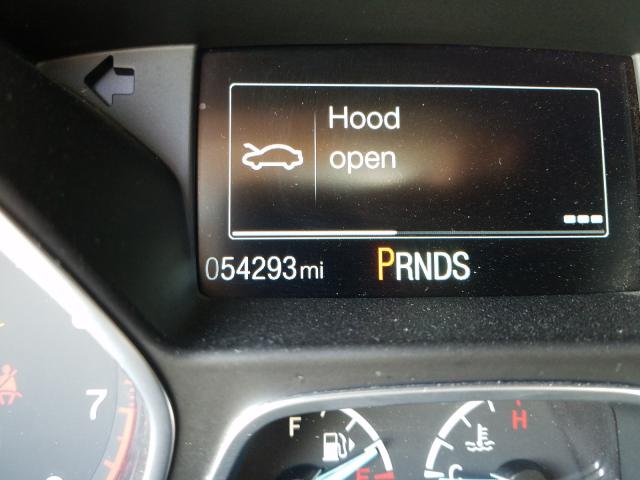 Hood
open
054293mi PRNDS
7
F H
E C